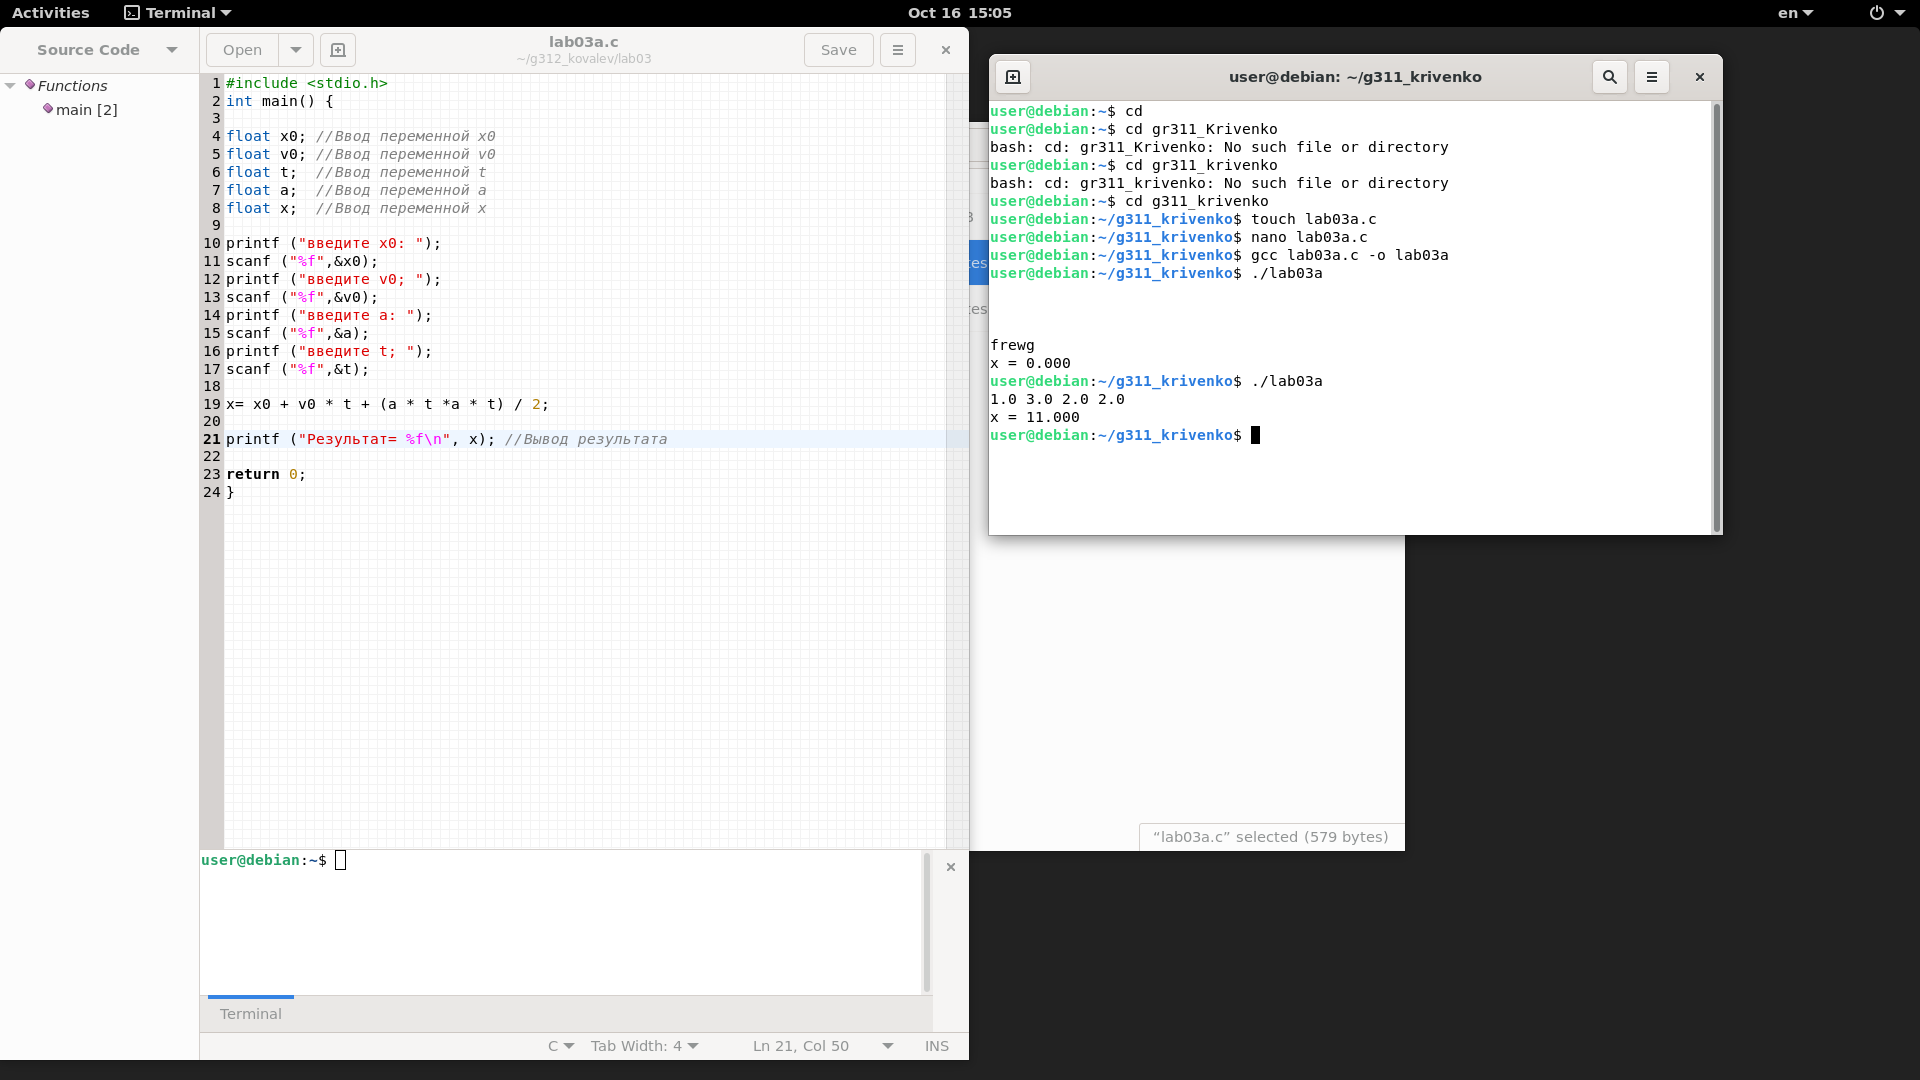 Activities
Terminal
Oct 16 15:05
en
Source Code
Open
lab03a.c
~/g312_kovalev/lab03
Save
Functions
main [2]
1 #include <stdio.h>
2 int main() {
3
4 float x0; //Ввод переменной x0
5 float v0; //Ввод переменной v0
6 float t;  //Ввод переменной t
7 float a;  //Ввод переменной a
8 float x;  //Ввод переменной x
9
10 printf ("введите x0: ");
11 scanf ("%f",&x0);
12 printf ("введите v0; ");
13 scanf ("%f",&v0);
14 printf ("введите a: ");
15 scanf ("%f",&a);
16 printf ("введите t; ");
17 scanf ("%f",&t);
18
19 x= x0 + v0 * t + (a * t *a * t) / 2;
20
21 printf ("Результат= %f\n", x); //Вывод результата
22
23 return 0;
24 }
user@debian:~$
Terminal
C
Tab Width: 4
Ln 21, Col 50
INS
user@debian: ~/g311_krivenko
user@debian:~$ cd
user@debian:~$ cd gr311_Krivenko
bash: cd: gr311_Krivenko: No such file or directory
user@debian:~$ cd gr311_krivenko
bash: cd: gr311_krivenko: No such file or directory
user@debian:~$ cd g311_krivenko
user@debian:~/g311_krivenko$ touch lab03a.c
user@debian:~/g311_krivenko$ nano lab03a.c
user@debian:~/g311_krivenko$ gcc lab03a.c -o lab03a
user@debian:~/g311_krivenko$ ./lab03a
frewg
x = 0.000
user@debian:~/g311_krivenko$ ./lab03a
1.0 3.0 2.0 2.0
x = 11.000
user@debian:~/g311_krivenko$
“lab03a.c” selected (579 bytes)